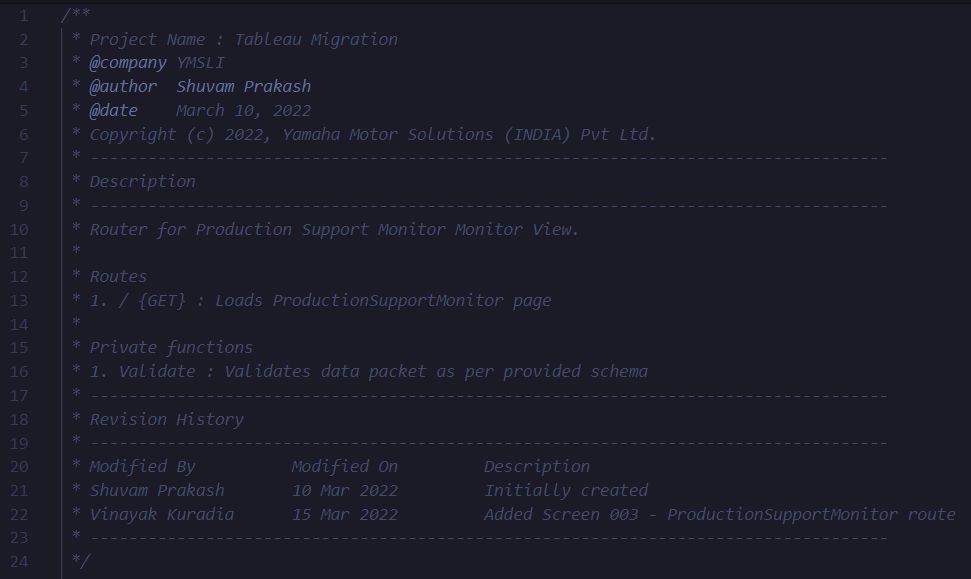 1 /**
2 * Project Name : Tableau Migration
3 * @company YMSLI
4 * @author  Shuvam Prakash
5 * @date    March 10, 2022
6 * Copyright (c) 2022, Yamaha Motor Solutions (INDIA) Pvt Ltd.
7 * -----------------------------------------------------------------------------------
8 * Description
9 * -----------------------------------------------------------------------------------
10 * Router for Production Support Monitor Monitor View.
11 *
12 * Routes
13 * 1. / {GET} : Loads ProductionSupportMonitor page
14 *
15 * Private functions
16 * 1. Validate : Validates data packet as per provided schema
17 * -----------------------------------------------------------------------------------
18 * Revision History
19 * -----------------------------------------------------------------------------------
20 * Modified By          Modified On         Description
21 * Shuvam Prakash       10 Mar 2022         Initially created
22 * Vinayak Kuradia      15 Mar 2022         Added Screen 003 - ProductionSupportMonitor route
23 * -----------------------------------------------------------------------------------
24 */